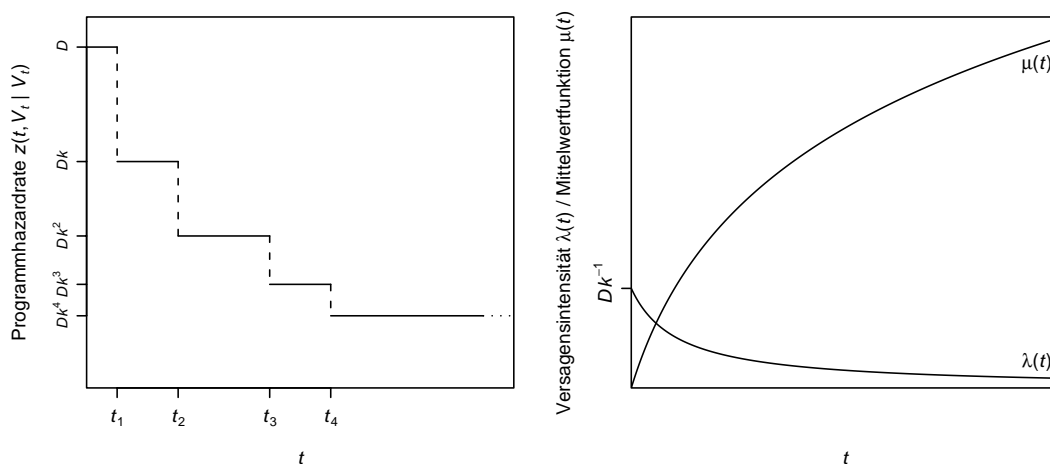 Programmhazardrate z(t, Vₜ | Vₜ)
D
Dk
Dk²
Dk³
Dk⁴
t₁ t₂ t₃ t₄
t
Versagensintensität λ(t) / Mittelwertfunktion μ(t)
Dk⁻¹
μ(t)
λ(t)
t